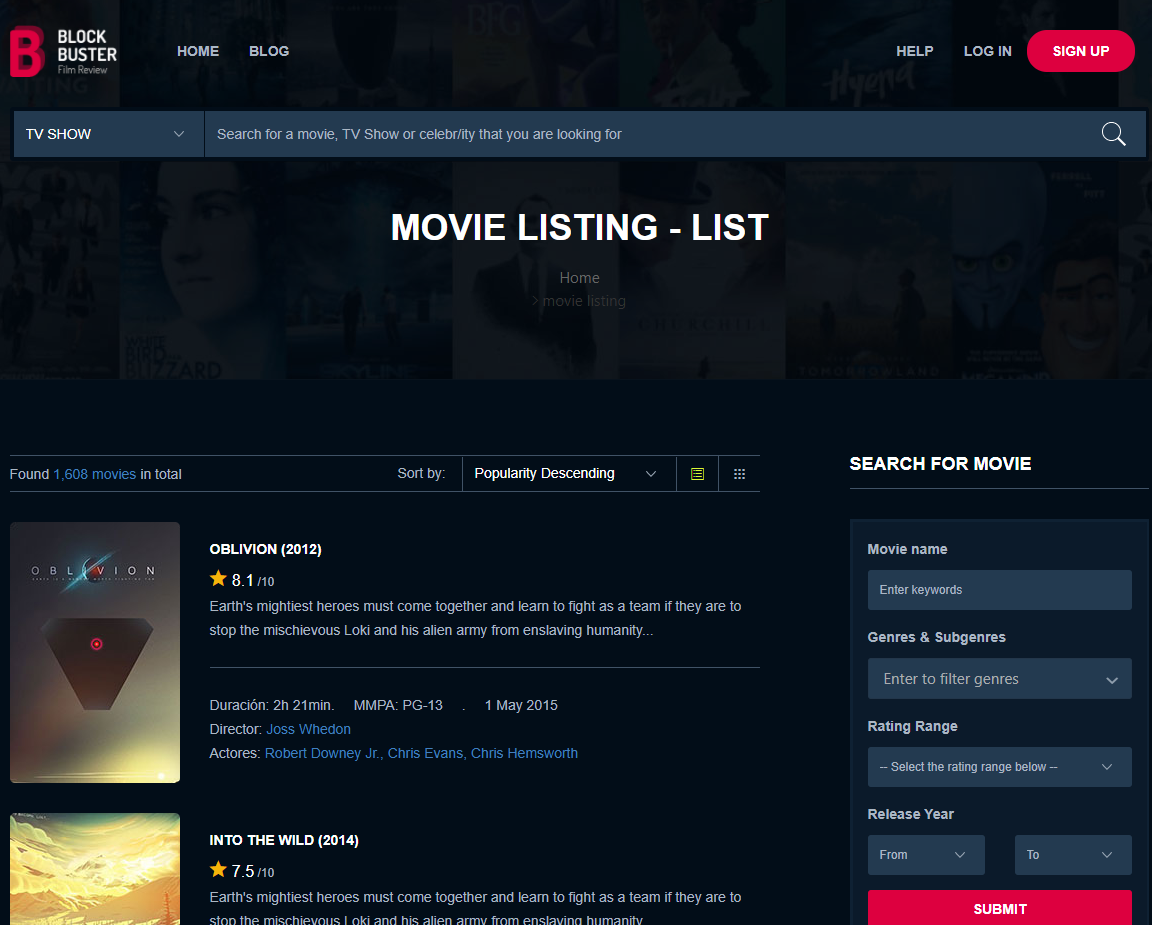 BLOCK
BUSTER
Film Review
HOME
BLOG
HELP
LOG IN
SIGN UP
TV SHOW
Search for a movie, TV Show or celebr/ity that you are looking for
MOVIE LISTING - LIST
Home
movie listing
WHITE
BIRD
BLIZZARD
SKYLINE
CHURCHILL
TOMORROWLAND
Found 1,608 movies in total
Sort by:
Popularity Descending
OBLIVION
OBLIVION (2012)
8.1 /10
Earth's mightiest heroes must come together and learn to fight as a team if they are to
stop the mischievous Loki and his alien army from enslaving humanity...
Duración: 2h 21min. MMPA: PG-13 . 1 May 2015
Director: Joss Whedon
Actores: Robert Downey Jr., Chris Evans, Chris Hemsworth
INTO THE WILD (2014)
7.5 /10
Earth's mightiest heroes must come together and learn to fight as a team if they are to
stop the mischievous Loki and his alien army from enslaving humanity
SEARCH FOR MOVIE
Movie name
Enter keywords
Genres & Subgenres
Enter to filter genres
Rating Range
-- Select the rating range below --
Release Year
From
To
SUBMIT